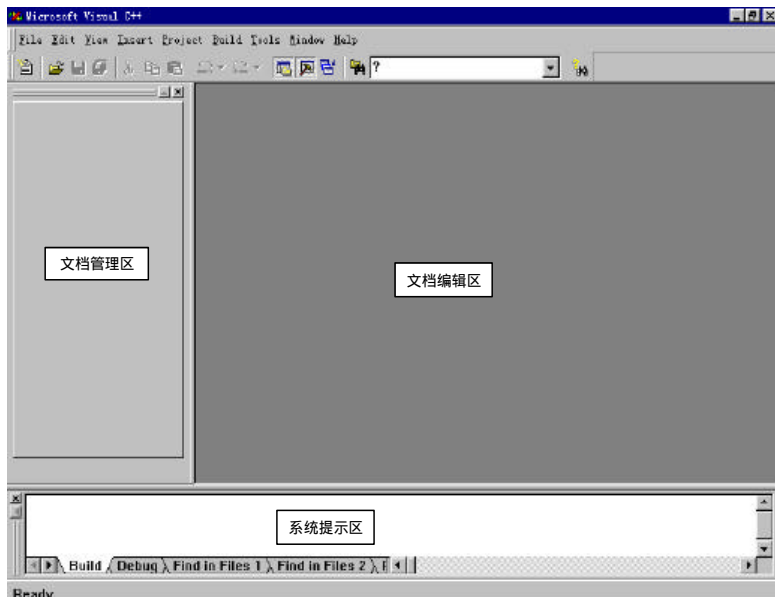 Microsoft Visual C++
File Edit View Insert Project Build Tools Window Help
?
文档管理区
文档编辑区
系统提示区
Build Debug Find in Files 1 Find in Files 2 F
Ready